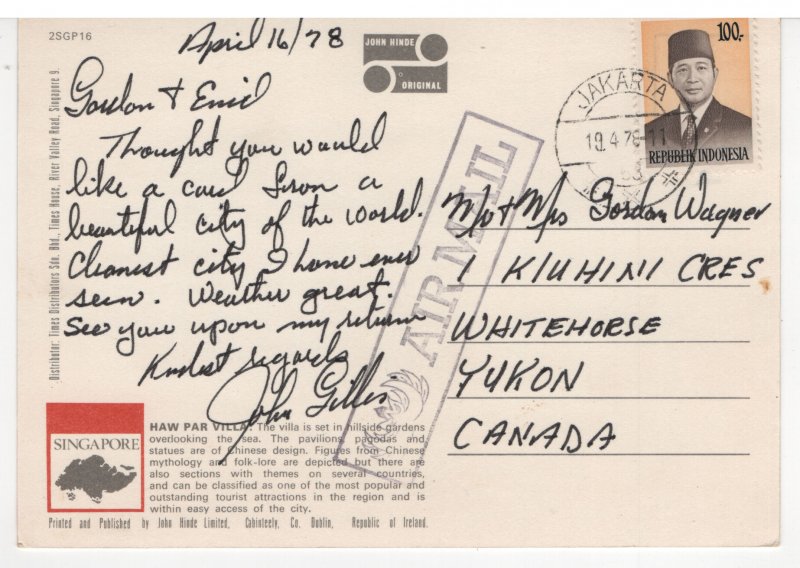 2SGP16
April 16/78
JOHN HINDE
ORIGINAL
100,-
REPUBLIK INDONESIA
JAKARTA
19.4.78.11
Gordon & Enid
Thought you would
like a card from a
beautiful city of the world.
Cleanest city I have ever
seen. Weather great.
See you upon my return
Kindest regards
John Gilles
AIR MAIL
Mr & Mrs Gordon Wagner
1 KLUHINI CRES
WHITEHORSE
YUKON
CANADA
Distributor: Times Distributors Sdn. Bhd., Times House, River Valley Road, Singapore 9.
SINGAPORE
HAW PAR VILLA: The villa is set in hillside gardens
overlooking the sea. The pavilions, pagodas and
statues are of Chinese design. Figures from Chinese
mythology and folk-lore are depicted but there are
also sections with themes on several countries,
and can be classified as one of the most popular and
outstanding tourist attractions in the region and is
within easy access of the city.
Printed and Published by John Hinde Limited, Cabinteely, Co. Dublin, Republic of Ireland.